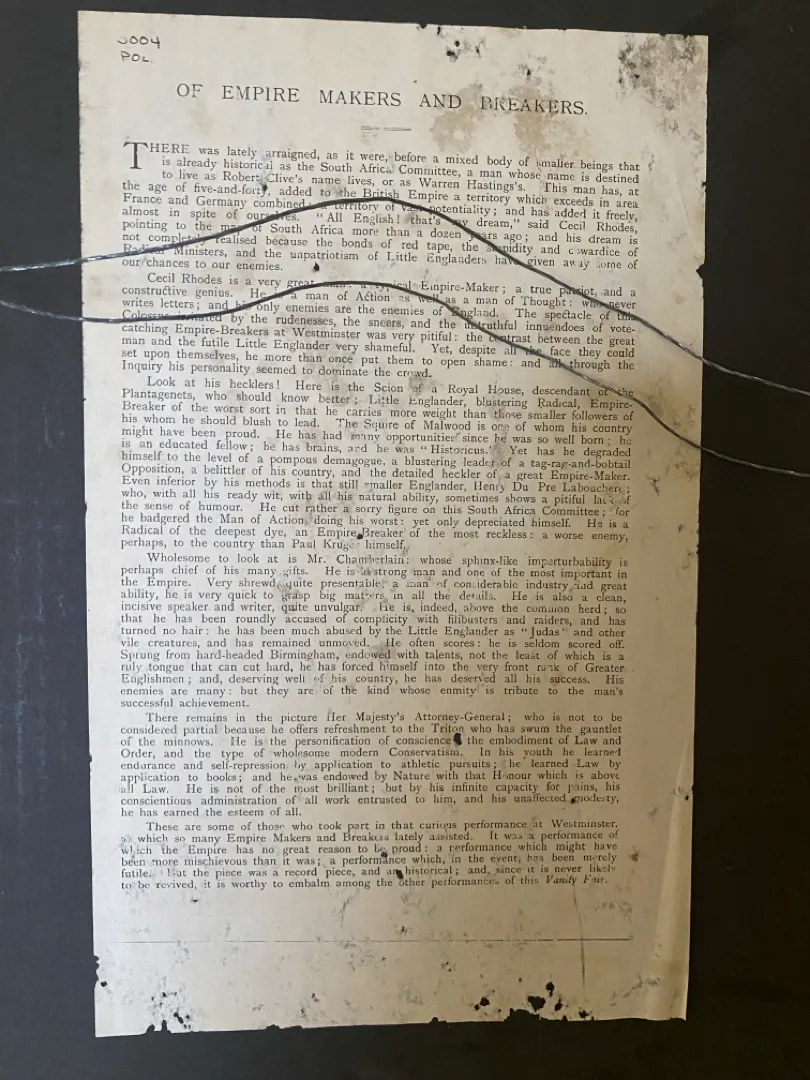 3004
POL.
OF EMPIRE MAKERS AND BREAKERS.
THERE was lately arraigned, as it were, before a mixed body of smaller beings that
is already historical as the South Africa Committee, a man whose name is destined
to live as Robert Clive's name lives, or as Warren Hastings's. This man has, at
the age of five-and-forty, added to the British Empire a territory which exceeds in area
France and Germany combined: territory of vast potentiality; and has added it freely,
almost in spite of ourselves. "All English! that's my dream," said Cecil Rhodes,
pointing to the map of South Africa more than a dozen years ago; and his dream is
not completely realised because the bonds of red tape, the stupidity and cowardice of
Radical Ministers, and the unpatriotism of Little Englanders have given away some of
our chances to our enemies.
Cecil Rhodes is a very great man: a typical Empire-Maker; a true patriot, and a
constructive genius. He is a man of Action as well as a man of Thought: who never
writes letters; and his only enemies are the enemies of England. The spectacle of this
Colossus by the rudenesses, the sneers, and the untruthful innuendoes of vote-
catching Empire-Breakers at Westminster was very pitiful: the contrast between the great
man and the futile Little Englander very shameful. Yet, despite all the face they could
set upon themselves, he more than once put them to open shame: and all through the
Inquiry his personality seemed to dominate the crowd.
Look at his hecklers! Here is the Scion of a Royal House, descendant of the
Plantagenets, who should know better; Little Englander, blustering Radical, Empire-
Breaker of the worst sort in that he carries more weight than those smaller followers of
his whom he should blush to lead. The Squire of Malwood is one of whom his country
might have been proud. He has had many opportunities since he was so well born; he
is an educated fellow; he has brains, and he was "Historicus." Yet has he degraded
himself to the level of a pompous demagogue, a blustering leader of a tag-rag-and-bobtail
Opposition, a belittler of his country, and the detailed heckler of a great Empire-Maker.
Even inferior by his methods is that still smaller Englander, Henry Du Pre Labouchere;
who, with all his ready wit, with all his natural ability, sometimes shows a pitiful lack of
the sense of humour. He cut rather a sorry figure on this South Africa Committee; for
he badgered the Man of Action, doing his worst: yet only depreciated himself. He is a
Radical of the deepest dye, an Empire-Breaker of the most reckless: a worse enemy,
perhaps, to the country than Paul Kruger himself.
Wholesome to look at is Mr. Chamberlain: whose sphinx-like imperturbability is
perhaps chief of his many gifts. He is a strong man and one of the most important in
the Empire. Very shrewd, quite presentable, a man of considerable industry and great
ability, he is very quick to grasp big matters in all the details. He is also a clean,
incisive speaker and writer, quite unvulgar. He is, indeed, above the common herd; so
that he has been roundly accused of complicity with filibusters and raiders, and has
turned no hair: he has been much abused by the Little Englander as "Judas" and other
vile creatures, and has remained unmoved. He often scores: he is seldom scored off.
Sprung from hard-headed Birmingham, endowed with talents, not the least of which is a
ruly tongue that can cut hard, he has forced himself into the very front rank of Greater
Englishmen; and, deserving well of his country, he has deserved all his success. His
enemies are many: but they are of the kind whose enmity is tribute to the man's
successful achievement.
There remains in the picture Her Majesty's Attorney-General; who is not to be
considered partial because he offers refreshment to the Triton who has swum the gauntlet
of the minnows. He is the personification of conscience, the embodiment of Law and
Order, and the type of wholesome modern Conservatism. In his youth he learned
endurance and self-repression by application to athletic pursuits; he learned Law by
application to books; and he was endowed by Nature with that Honour which is above
all Law. He is not of the most brilliant; but by his infinite capacity for pains, his
conscientious administration of all work entrusted to him, and his unaffected modesty,
he has earned the esteem of all.
These are some of those who took part in that curious performance at Westminster,
at which so many Empire Makers and Breakers lately assisted. It was a performance of
which the Empire has no great reason to be proud: a performance which might have
been more mischievous than it was; a performance which, in the event, has been merely
futile. But the piece was a record piece, and an historical; and, since it is never likely
to be revived, it is worthy to embalm among the other performances of this Vanity Fair.